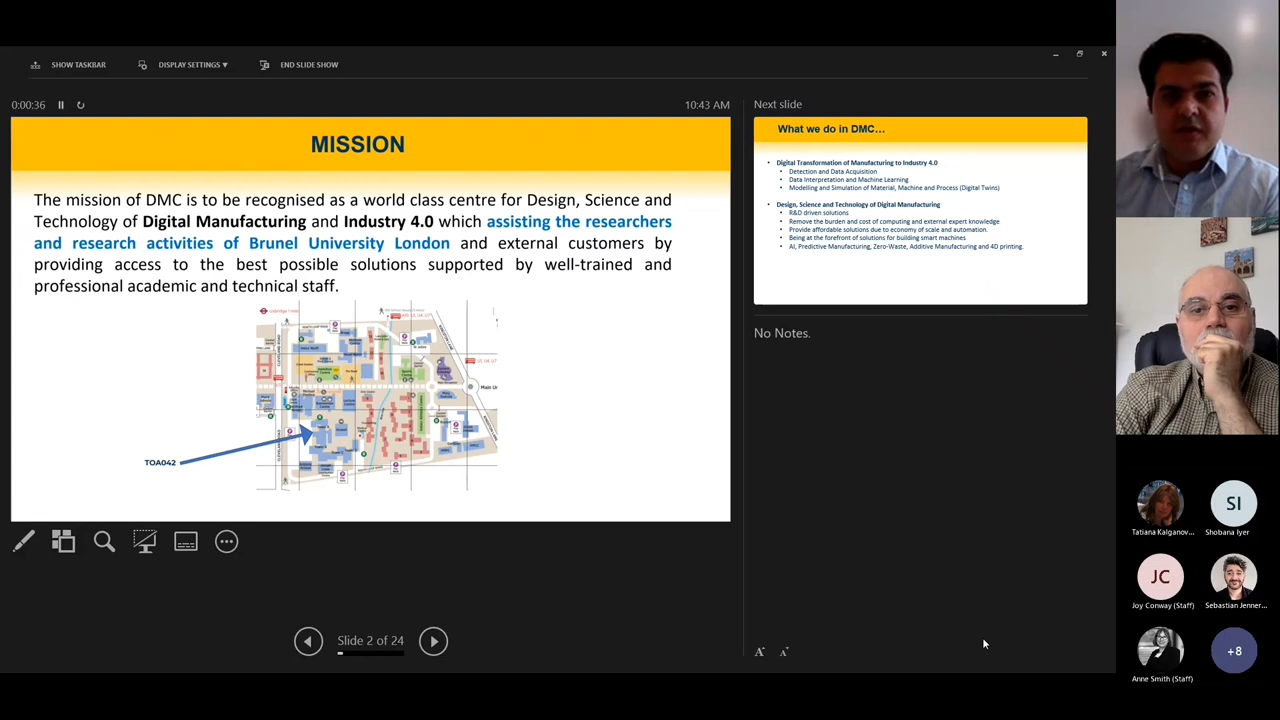 SHOW TASKBAR
DISPLAY SETTINGS ▼
END SLIDE SHOW
0:00:36
10:43 AM
MISSION
The mission of DMC is to be recognised as a world class centre for Design, Science and
Technology of Digital Manufacturing and Industry 4.0 which assisting the researchers
and research activities of Brunel University London and external customers by
providing access to the best possible solutions supported by well-trained and
professional academic and technical staff.
TOA042
Slide 2 of 24
Next slide
What we do in DMC...
• Digital Transformation of Manufacturing to Industry 4.0
• Detection and Data Acquisition
• Data Interpretation and Machine Learning
• Modelling and Simulation of Material, Machine and Process (Digital Twins)
• Design, Science and Technology of Digital Manufacturing
• R&D driven solutions
• Remove the burden and cost of computing and external expert knowledge
• Provide affordable solutions due to economy of scale and automation.
• Being at the forefront of solutions for building smart machines
• AI, Predictive Manufacturing, Zero-Waste, Additive Manufacturing and 4D printing.
No Notes.
A A
SI
Tatiana Kalganov...
Shobana Iyer
JC
Joy Conway (Staff)
Sebastian Jenner...
+8
Anne Smith (Staff)